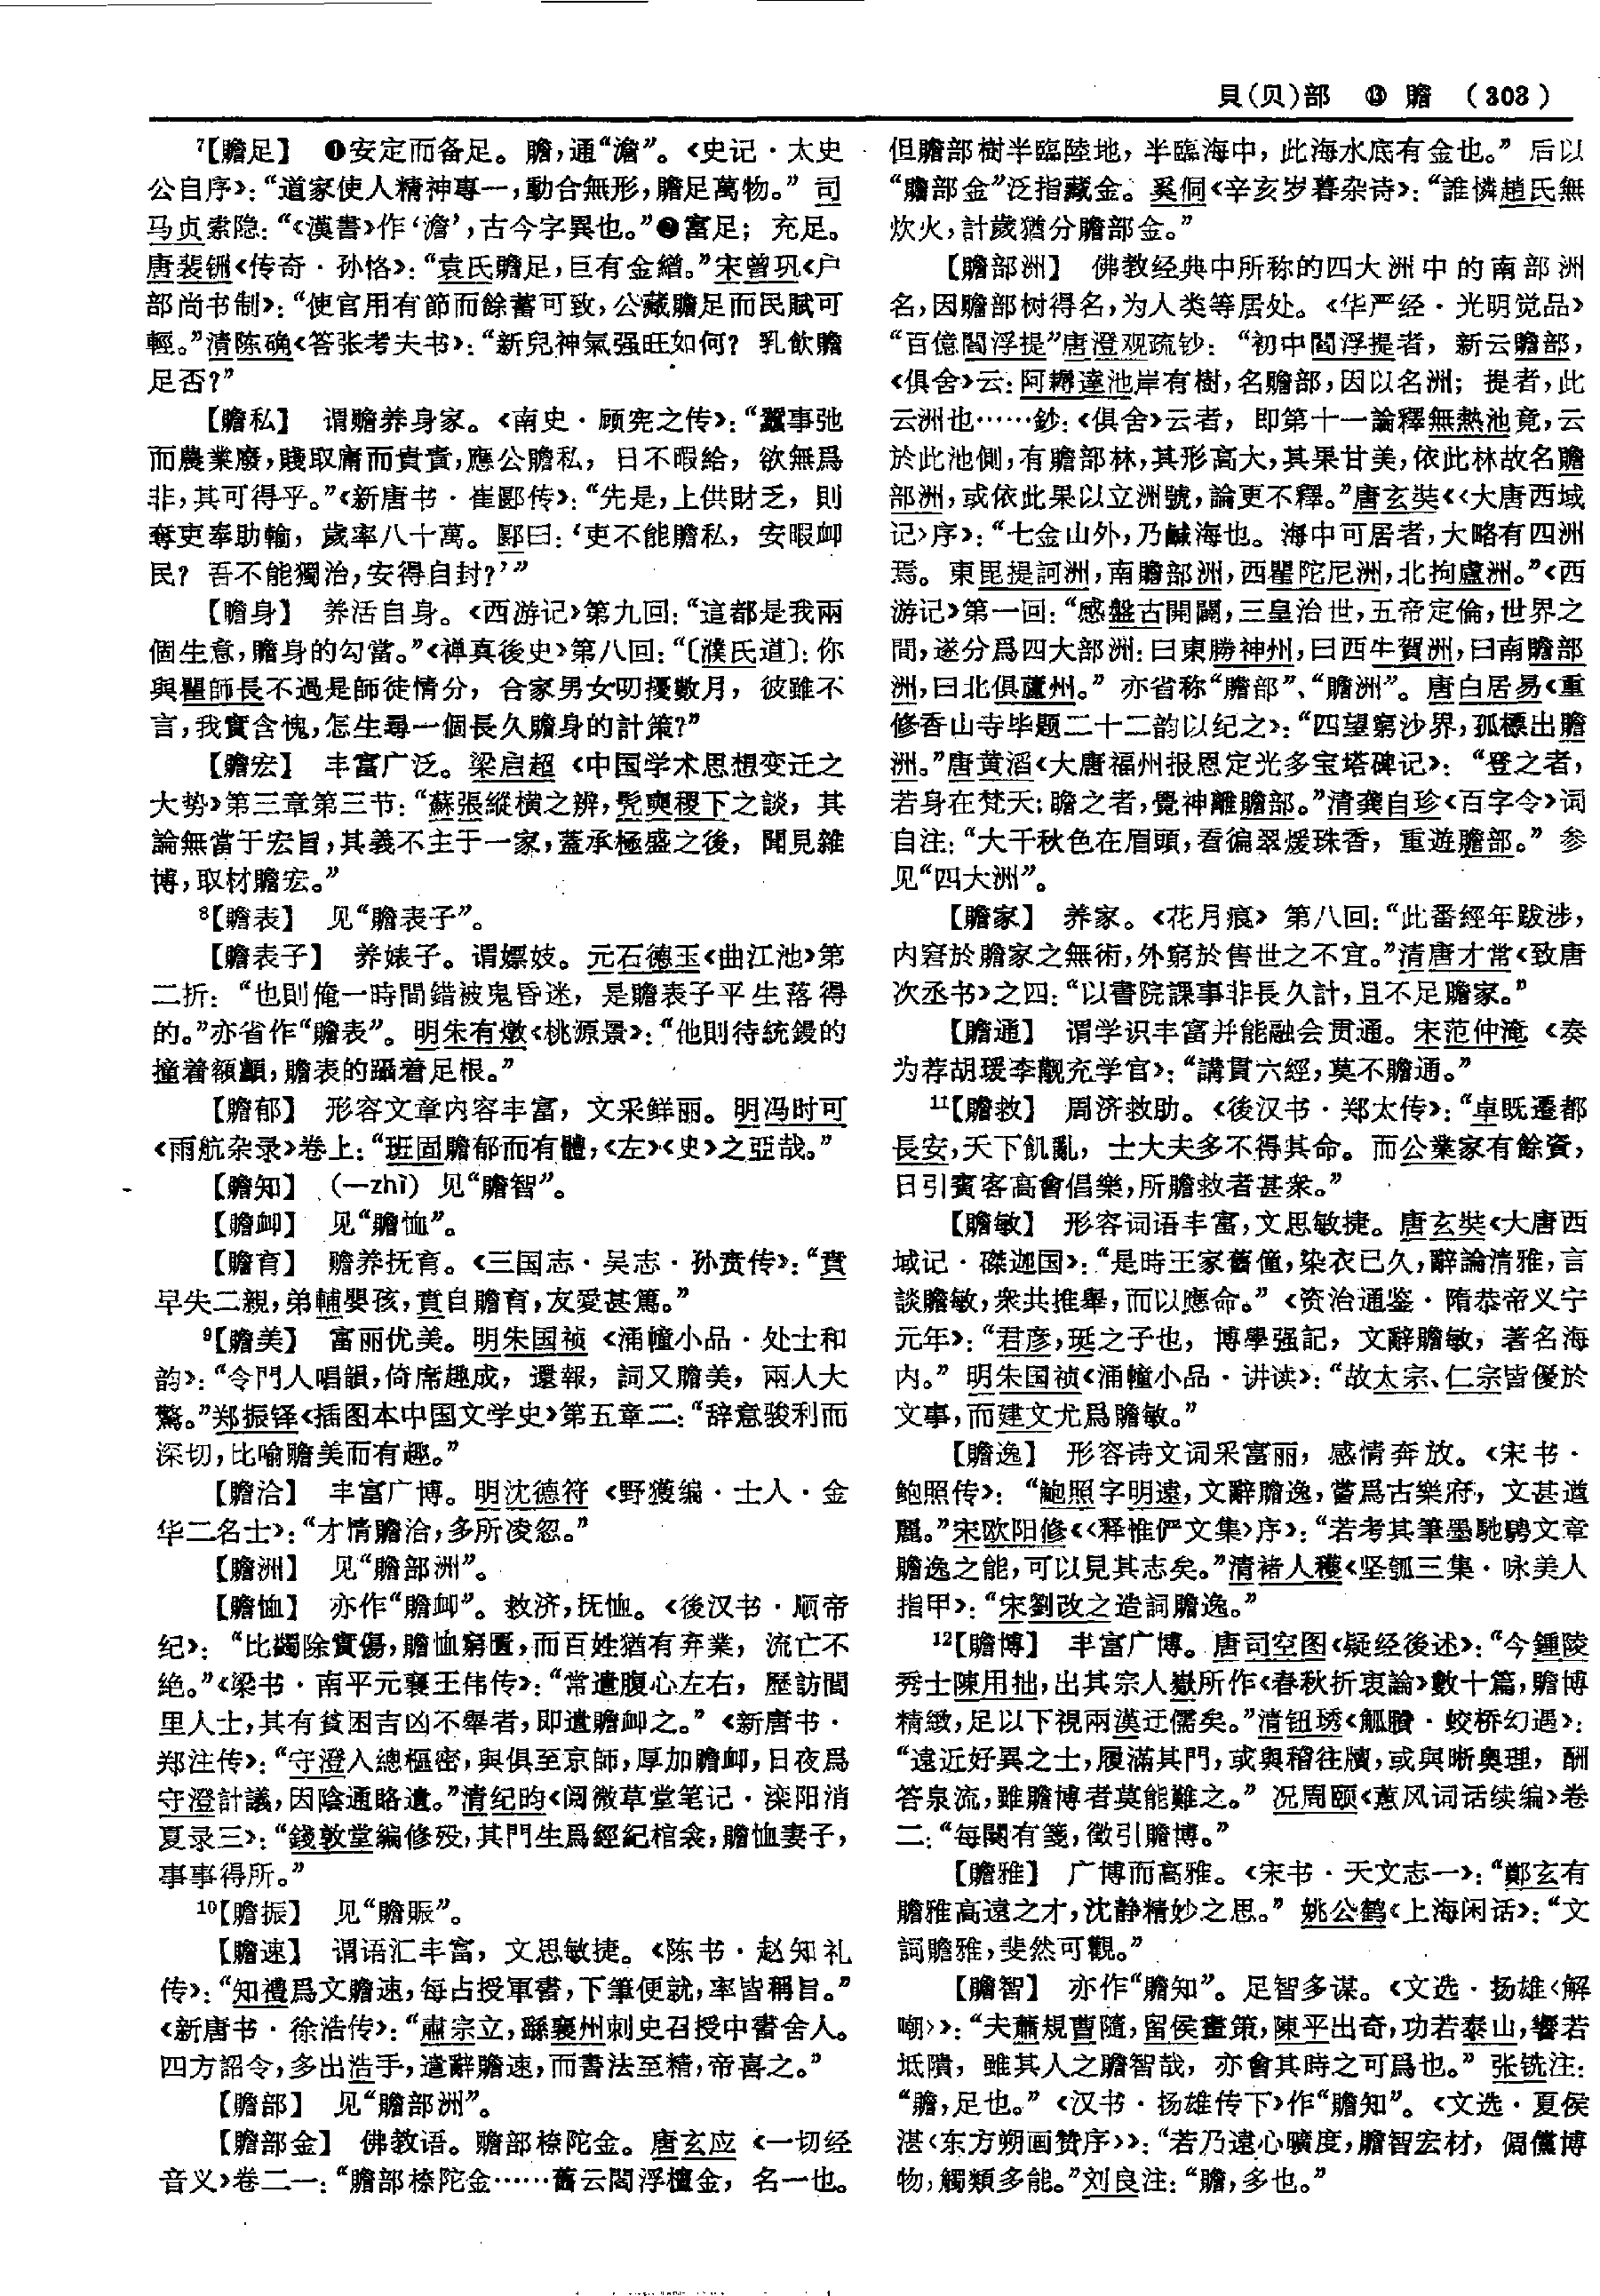 貝(贝)部　⑬ 贍　(303)
⁷【贍足】　❶安定而备足。贍，通“澹”。《史记·太史
公自序》：“道家使人精神專一，動合無形，贍足萬物。” 司
马贞索隐：“《漢書》作‘澹’，古今字異也。”❷富足；充足。
唐裴铏《传奇·孙恪》：“袁氏贍足，巨有金繒。”宋曾巩《户
部尚书制》：“使官用有節而餘蓄可致，公藏贍足而民賦可
輕。”清陈确《答张考夫书》：“新兒神氣强旺如何？乳飲贍
足否？”
【贍私】　谓贍养身家。《南史·顾宪之传》：“蠶事弛
而農業廢，賤取庸而貴責，應公贍私，日不暇給，欲無爲
非，其可得乎。”《新唐书·崔郾传》：“先是，上供財乏，則
奪吏奉助輸，歲率八十萬。郾曰：‘吏不能贍私，安暇卹
民？吾不能獨治，安得自封？’”
【贍身】　养活自身。《西游记》第九回：“這都是我兩
個生意，贍身的勾當。”《禅真後史》第八回：“〔濮氏道〕：你
與瞿師長不過是師徒情分，合家男女叨擾數月，彼雖不
言，我實含愧，怎生尋一個長久贍身的計策？”
【贍宏】　丰富广泛。梁启超《中国学术思想变迁之
大势》第三章第三节：“蘇張縱横之辨，髡奭稷下之談，其
論無當于宏旨，其義不主于一家，蓋承極盛之後，聞見雜
博，取材贍宏。”
⁸【贍表】　见“贍表子”。
【贍表子】　养婊子。谓嫖妓。元石德玉《曲江池》第
二折：“也則俺一時間錯被鬼昏迷，是贍表子平生落得
的。”亦省作“贍表”。明朱有燉《桃源景》：“他則待統鏝的
撞着額顱，贍表的躡着足根。”
【贍郁】　形容文章内容丰富，文采鲜丽。明冯时可
《雨航杂录》卷上：“班固贍郁而有體，《左》《史》之亞哉。”
【贍知】　(—zhì) 见“贍智”。
【贍卹】　见“贍恤”。
【贍育】　贍养抚育。《三国志·吴志·孙贲传》：“賁
早失二親，弟輔嬰孩，賁自贍育，友愛甚篤。”
⁹【贍美】　富丽优美。明朱国祯《涌幢小品·处士和
韵》：“令門人唱韻，倚席趣成，還報，詞又贍美，兩人大
驚。”郑振铎《插图本中国文学史》第五章二：“辞意骏利而
深切，比喻贍美而有趣。”
【贍洽】　丰富广博。明沈德符《野獲编·士人·金
华二名士》：“才情贍洽，多所凌忽。”
【贍洲】　见“贍部洲”。
【贍恤】　亦作“贍卹”。救济，抚恤。《後汉书·顺帝
纪》：“比蠲除實傷，贍恤窮匱，而百姓猶有弃業，流亡不
绝。”《梁书·南平元襄王伟传》：“常遣腹心左右，歷訪閭
里人士，其有貧困吉凶不舉者，即遣贍卹之。”《新唐书·
郑注传》：“守澄入總樞密，與俱至京師，厚加贍卹，日夜爲
守澄計議，因陰通賂遺。”清纪昀《阅微草堂笔记·滦阳消
夏录三》：“錢敦堂編修殁，其門生爲經紀棺衾，贍恤妻子，
事事得所。”
¹⁰【贍振】　见“贍賑”。
【贍速】　谓语汇丰富，文思敏捷。《陈书·赵知礼
传》：“知禮爲文贍速，每占授軍書，下筆便就，率皆稱旨。”
《新唐书·徐浩传》：“肅宗立，繇襄州刺史召授中書舍人。
四方詔令，多出浩手，遣辭贍速，而書法至精，帝喜之。”
【贍部】　见“贍部洲”。
【贍部金】　佛教语。贍部㮈陀金。唐玄应《一切经
音义》卷二一：“贍部㮈陀金……舊云閻浮檀金，名一也。
但贍部樹半臨陸地，半臨海中，此海水底有金也。” 后以
“贍部金”泛指藏金。奚侗《辛亥岁暮杂诗》：“誰憐趙氏無
炊火，計歲猶分贍部金。”
【贍部洲】　佛教经典中所称的四大洲中的南部洲
名，因贍部树得名，为人类等居处。《华严经·光明觉品》
“百億閻浮提”唐澄观疏钞：“初中閻浮提者，新云贍部，
《俱舍》云：阿耨達池岸有樹，名贍部，因以名洲；提者，此
云洲也……鈔：《俱舍》云者，即第十一論釋無熱池竟，云
於此池側，有贍部林，其形高大，其果甘美，依此林故名贍
部洲，或依此果以立洲號，論更不釋。”唐玄奘《〈大唐西域
记〉序》：“七金山外，乃鹹海也。海中可居者，大略有四洲
焉。東毘提訶洲，南贍部洲，西瞿陀尼洲，北拘盧洲。”《西
游记》第一回：“感盤古開闢，三皇治世，五帝定倫，世界之
間，遂分爲四大部洲：曰東勝神州，曰西牛賀洲，曰南贍部
洲，曰北俱蘆州。” 亦省称“贍部”、“贍洲”。唐白居易《重
修香山寺毕题二十二韵以纪之》：“四望窮沙界，孤標出贍
洲。”唐黄滔《大唐福州报恩定光多宝塔碑记》：“登之者，
若身在梵天；瞻之者，覺神離贍部。”清龚自珍《百字令》词
自注：“大千秋色在眉頭，看徧翠煖珠香，重遊贍部。” 参
见“四大洲”。
【贍家】　养家。《花月痕》第八回：“此番經年跋涉，
内窘於贍家之無術，外窮於售世之不宜。”清唐才常《致唐
次丞书》之四：“以書院課事非長久計，且不足贍家。”
【贍通】　谓学识丰富并能融会贯通。宋范仲淹《奏
为荐胡瑗李觏充学官》：“講貫六經，莫不贍通。”
¹¹【贍救】　周济救助。《後汉书·郑太传》：“卓既遷都
長安，天下飢亂，士大夫多不得其命。而公業家有餘資，
日引賓客高會倡樂，所贍救者甚衆。”
【贍敏】　形容词语丰富，文思敏捷。唐玄奘《大唐西
域记·磔迦国》：“是時王家舊僮，染衣已久，辭論清雅，言
談贍敏，衆共推舉，而以應命。”《资治通鉴·隋恭帝义宁
元年》：“君彦，珽之子也，博學强記，文辭贍敏，著名海
内。” 明朱国祯《涌幢小品·讲读》：“故太宗、仁宗皆優於
文事，而建文尤爲贍敏。”
【贍逸】　形容诗文词采富丽，感情奔放。《宋书·
鲍照传》：“鮑照字明遠，文辭贍逸，嘗爲古樂府，文甚遒
麗。”宋欧阳修《〈释惟俨文集〉序》：“若考其筆墨馳騁文章
贍逸之能，可以見其志矣。”清褚人穫《坚瓠三集·咏美人
指甲》：“宋劉改之造詞贍逸。”
¹²【贍博】　丰富广博。唐司空图《疑经後述》：“今鍾陵
秀士陳用拙，出其宗人嶽所作《春秋折衷論》數十篇，贍博
精緻，足以下視兩漢迂儒矣。”清钮琇《觚賸·蛟桥幻遇》：
“遠近好異之士，履滿其門，或與稽往牘，或與晰奥理，酬
答泉流，雖贍博者莫能難之。” 况周颐《蕙风词话续编》卷
二：“每闋有箋，徵引贍博。”
【贍雅】　广博而高雅。《宋书·天文志一》：“鄭玄有
贍雅高遠之才，沈静精妙之思。” 姚公鹤《上海闲话》：“文
詞贍雅，斐然可觀。”
【贍智】　亦作“贍知”。足智多谋。《文选·扬雄〈解
嘲〉》：“夫蕭規曹隨，留侯畫策，陳平出奇，功若泰山，響若
坻隤，雖其人之贍智哉，亦會其時之可爲也。” 张铣注：
“贍，足也。”《汉书·扬雄传下》作“贍知”。《文选·夏侯
湛〈东方朔画赞序〉》：“若乃遠心曠度，贍智宏材，倜儻博
物，觸類多能。”刘良注：“贍，多也。”